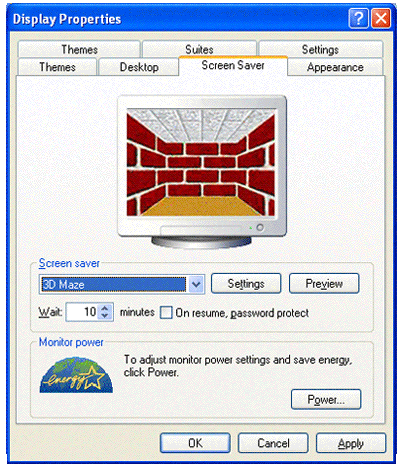 Display Properties
Themes Suites Settings
Themes Desktop Screen Saver Appearance
Screen saver
3D Maze Settings Preview
Wait: 10 minutes On resume, password protect
Monitor power
energy
To adjust monitor power settings and save energy,
click Power.
Power...
OK Cancel Apply